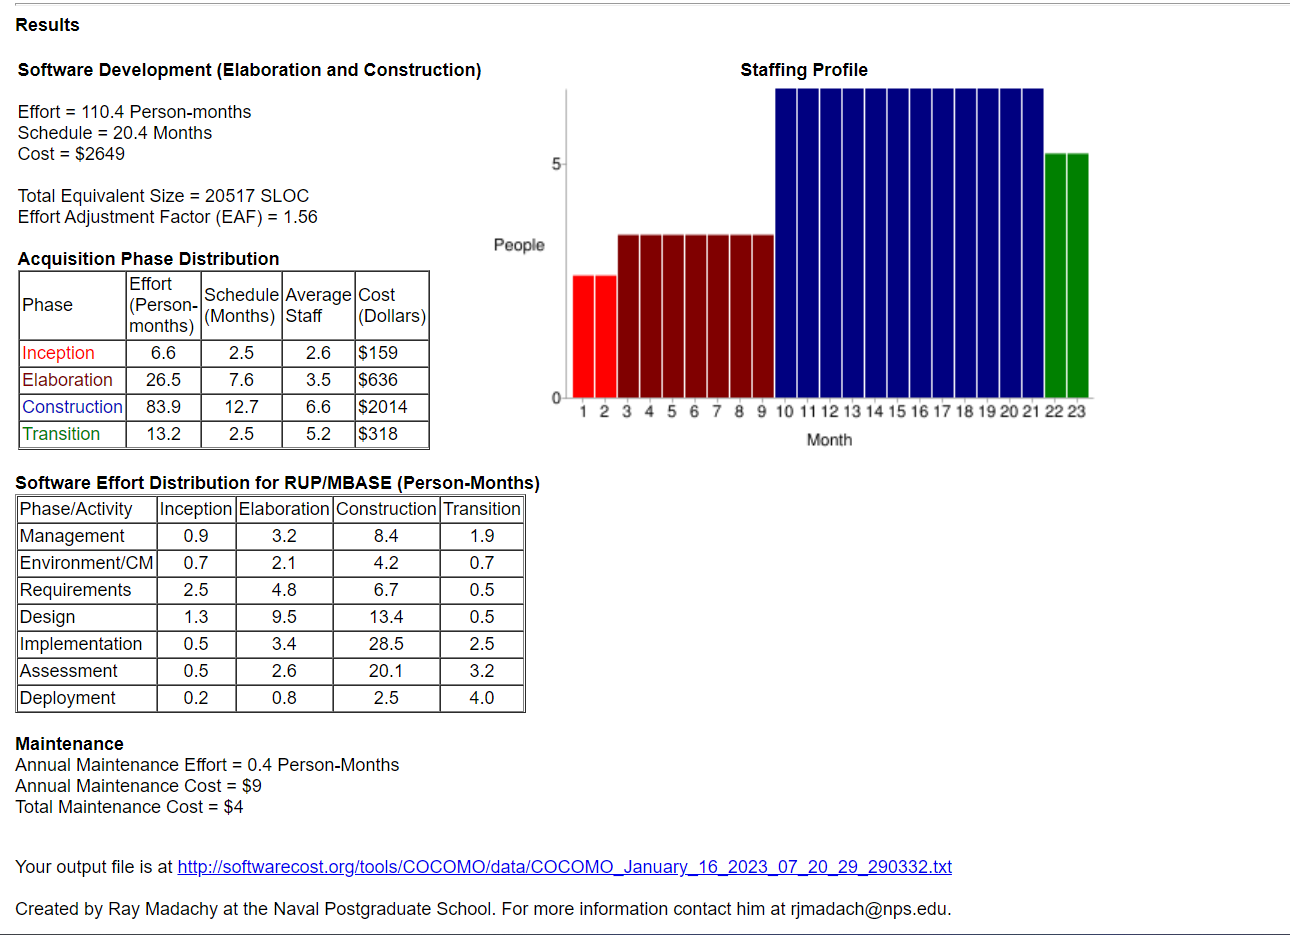 Results
Software Development (Elaboration and Construction)
Effort = 110.4 Person-months
Schedule = 20.4 Months
Cost = $2649
Total Equivalent Size = 20517 SLOC
Effort Adjustment Factor (EAF) = 1.56
Acquisition Phase Distribution
Phase Effort (Person-months) Schedule (Months) Average Staff Cost (Dollars)
Inception 6.6 2.5 2.6 $159
Elaboration 26.5 7.6 3.5 $636
Construction 83.9 12.7 6.6 $2014
Transition 13.2 2.5 5.2 $318
Staffing Profile
5
People
0
1 2 3 4 5 6 7 8 9 10 11 12 13 14 15 16 17 18 19 20 21 22 23
Month
Software Effort Distribution for RUP/MBASE (Person-Months)
Phase/Activity Inception Elaboration Construction Transition
Management 0.9 3.2 8.4 1.9
Environment/CM 0.7 2.1 4.2 0.7
Requirements 2.5 4.8 6.7 0.5
Design 1.3 9.5 13.4 0.5
Implementation 0.5 3.4 28.5 2.5
Assessment 0.5 2.6 20.1 3.2
Deployment 0.2 0.8 2.5 4.0
Maintenance
Annual Maintenance Effort = 0.4 Person-Months
Annual Maintenance Cost = $9
Total Maintenance Cost = $4
Your output file is at http://softwarecost.org/tools/COCOMO/data/COCOMO_January_16_2023_07_20_29_290332.txt
Created by Ray Madachy at the Naval Postgraduate School. For more information contact him at rjmadach@nps.edu.